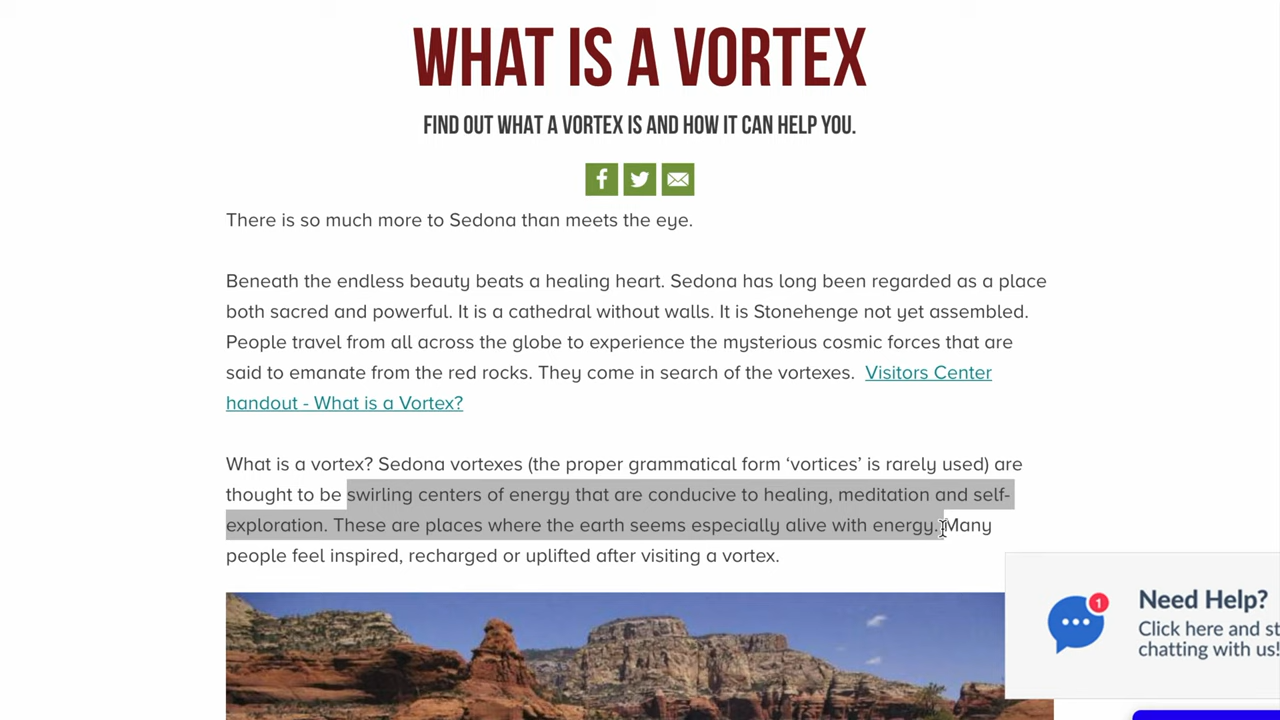 WHAT IS A VORTEX
FIND OUT WHAT A VORTEX IS AND HOW IT CAN HELP YOU.
There is so much more to Sedona than meets the eye.
Beneath the endless beauty beats a healing heart. Sedona has long been regarded as a place
both sacred and powerful. It is a cathedral without walls. It is Stonehenge not yet assembled.
People travel from all across the globe to experience the mysterious cosmic forces that are
said to emanate from the red rocks. They come in search of the vortexes. Visitors Center
handout - What is a Vortex?
What is a vortex? Sedona vortexes (the proper grammatical form ‘vortices’ is rarely used) are
thought to be swirling centers of energy that are conducive to healing, meditation and self-
exploration. These are places where the earth seems especially alive with energy. Many
people feel inspired, recharged or uplifted after visiting a vortex.
1
Need Help?
Click here and st
chatting with us!